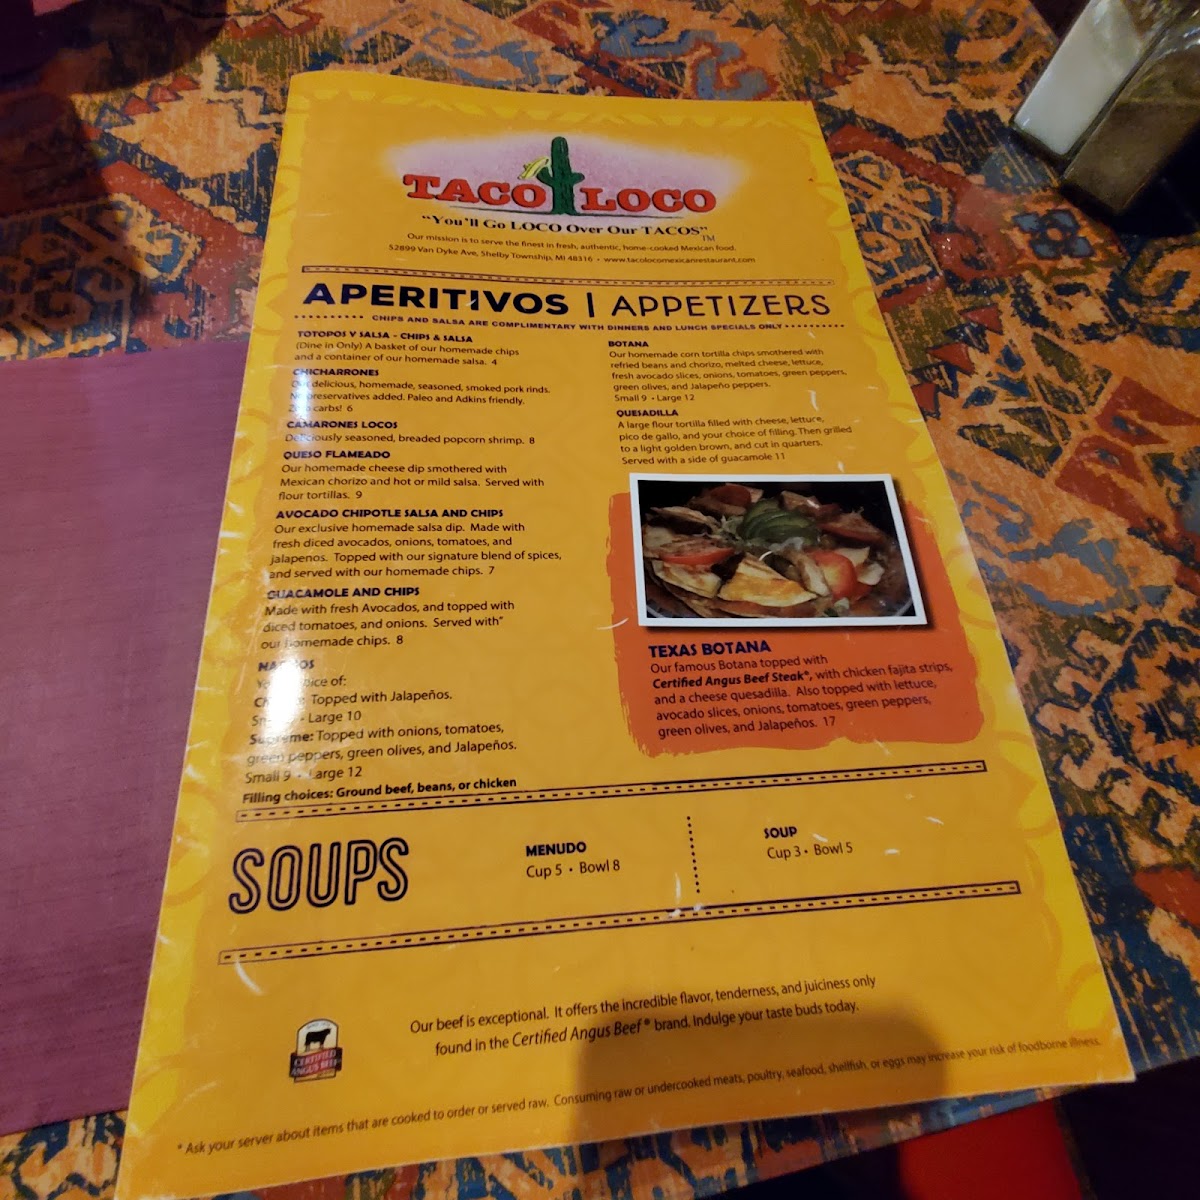 TACO LOCO
"You'll Go LOCO Over Our TACOS"TM
Our mission is to serve the finest in fresh, authentic, home-cooked Mexican food.
52899 Van Dyke Ave, Shelby Township, MI 48316 • www.tacolocomexicanrestaurant.com
APERITIVOS | APPETIZERS
CHIPS AND SALSA ARE COMPLIMENTARY WITH DINNERS AND LUNCH SPECIALS ONLY
TOTOPOS Y SALSA - CHIPS & SALSA
(Dine in Only) A basket of our homemade chips
and a container of our homemade salsa. 4
CHICHARRONES
Our delicious, homemade, seasoned, smoked pork rinds.
No preservatives added. Paleo and Adkins friendly.
Zero carbs! 6
CAMARONES LOCOS
Deliciously seasoned, breaded popcorn shrimp. 8
QUESO FLAMEADO
Our homemade cheese dip smothered with
Mexican chorizo and hot or mild salsa. Served with
flour tortillas. 9
AVOCADO CHIPOTLE SALSA AND CHIPS
Our exclusive homemade salsa dip. Made with
fresh diced avocados, onions, tomatoes, and
jalapenos. Topped with our signature blend of spices,
and served with our homemade chips. 7
GUACAMOLE AND CHIPS
Made with fresh Avocados, and topped with
diced tomatoes, and onions. Served with"
our homemade chips. 8
NACHOS
of:
Topped with Jalapeños.
• Large 10
Supreme: Topped with onions, tomatoes,
green peppers, green olives, and Jalapeños.
Small 9 • Large 12
Filling choices: Ground beef, beans, or chicken
BOTANA
Our homemade corn tortilla chips smothered with
refried beans and chorizo, melted cheese, lettuce,
fresh avocado slices, onions, tomatoes, green peppers,
green olives, and Jalapeño peppers.
Small 9 • Large 12
QUESADILLA
A large flour tortilla filled with cheese, lettuce,
pico de gallo, and your choice of filling. Then grilled
to a light golden brown, and cut in quarters.
Served with a side of guacamole 11
TEXAS BOTANA
Our famous Botana topped with
Certified Angus Beef Steak®, with chicken fajita strips,
and a cheese quesadilla. Also topped with lettuce,
avocado slices, onions, tomatoes, green peppers,
green olives, and Jalapeños. 17
SOUPS
MENUDO
Cup 5 • Bowl 8
SOUP
Cup 3 • Bowl 5
Our beef is exceptional. It offers the incredible flavor, tenderness, and juiciness only
found in the Certified Angus Beef® brand. Indulge your taste buds today.
CERTIFIED
ANGUS BEEF
* Ask your server about items that are cooked to order or served raw. Consuming raw or undercooked meats, poultry, seafood, shellfish, or eggs may increase your risk of foodborne illness.